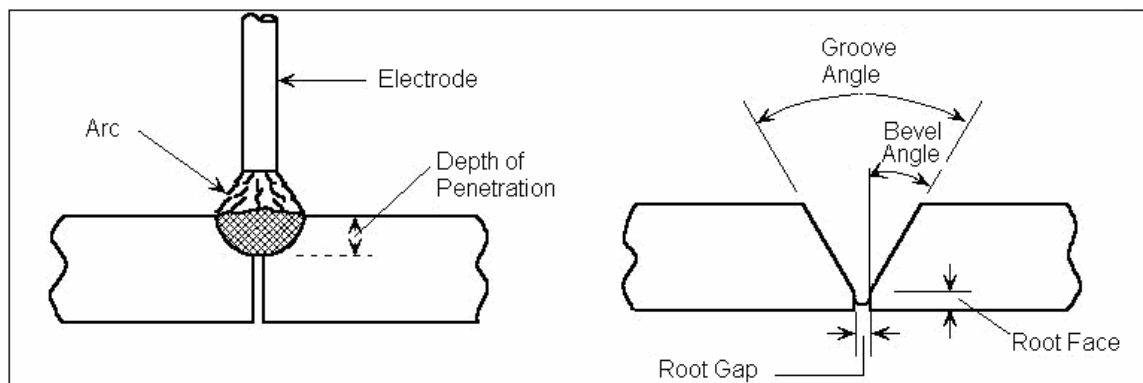 Electrode
Arc
Depth of
Penetration
Groove
Angle
Bevel
Angle
Root Gap
Root Face